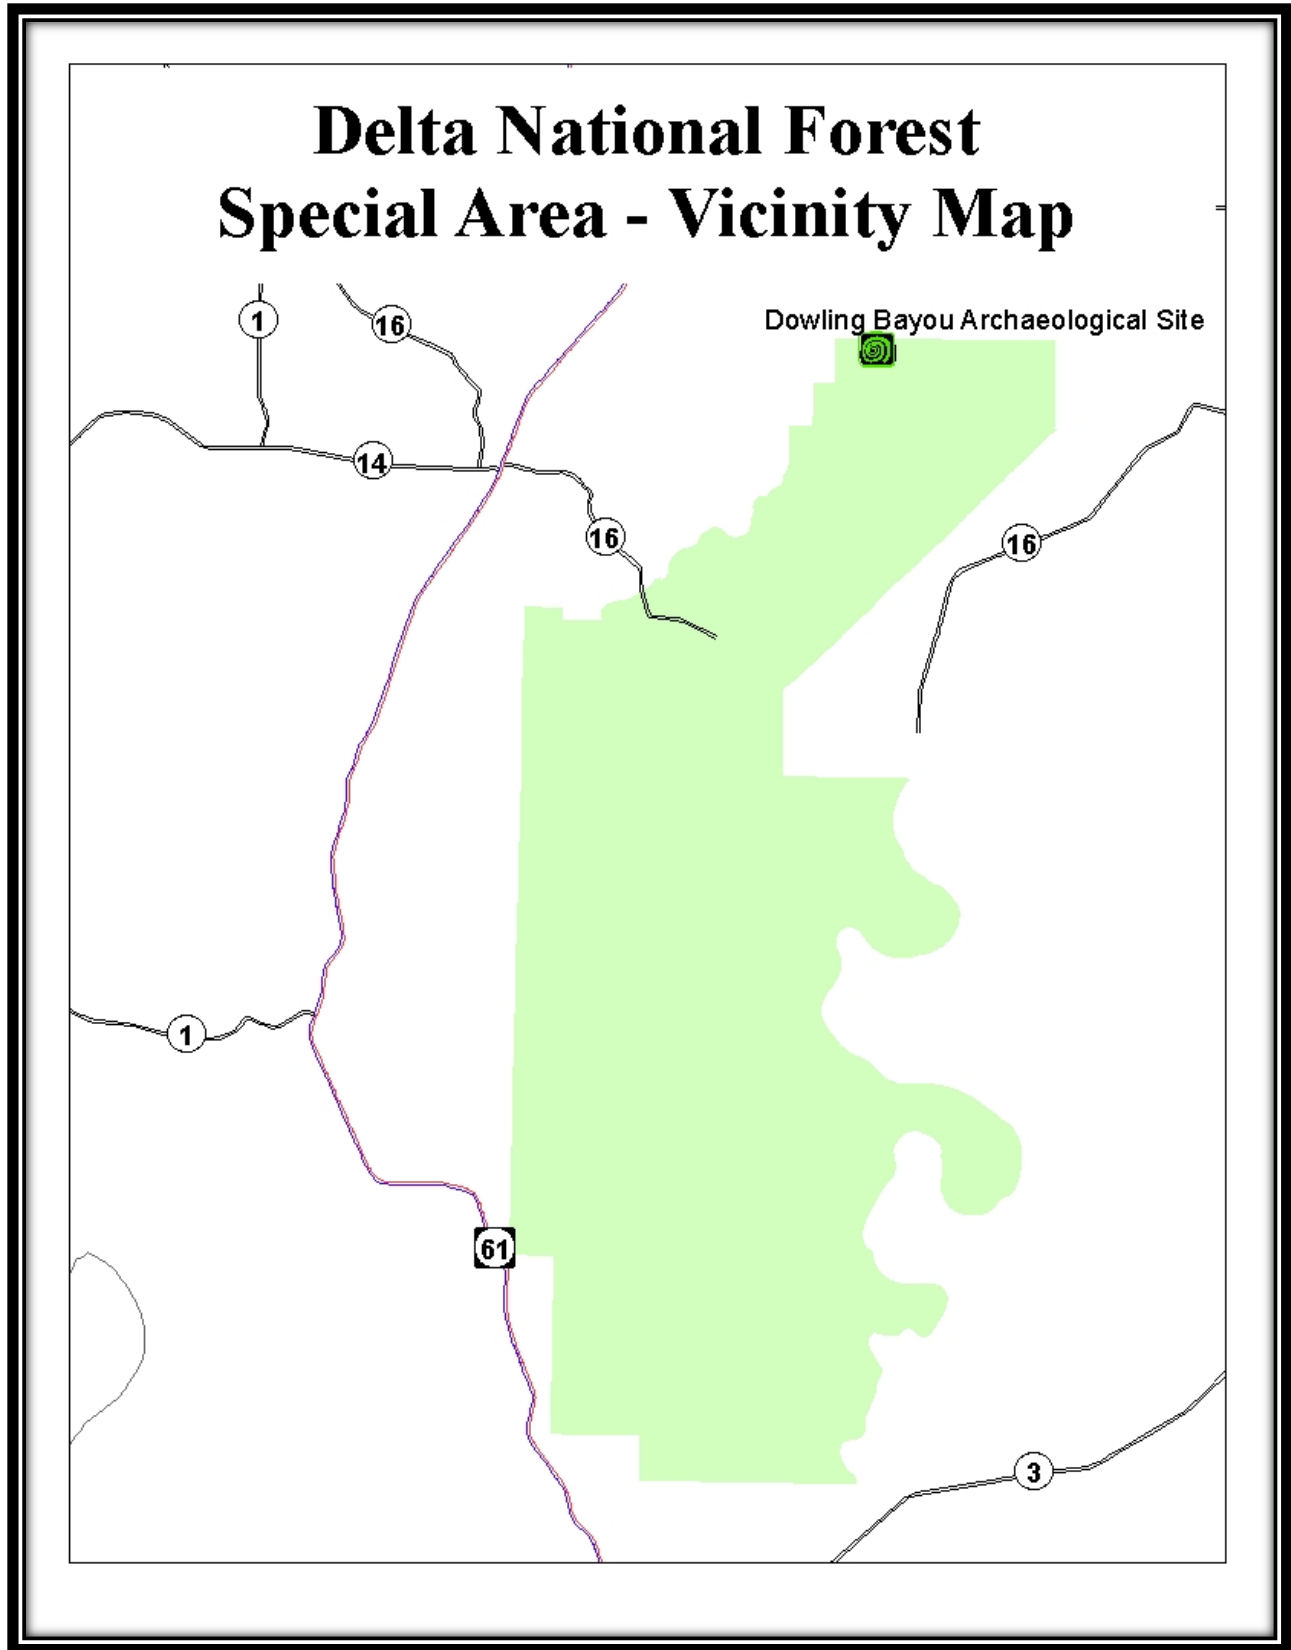 Delta National Forest
Special Area - Vicinity Map
Dowling Bayou Archaeological Site
1
16
14
16
16
1
61
3